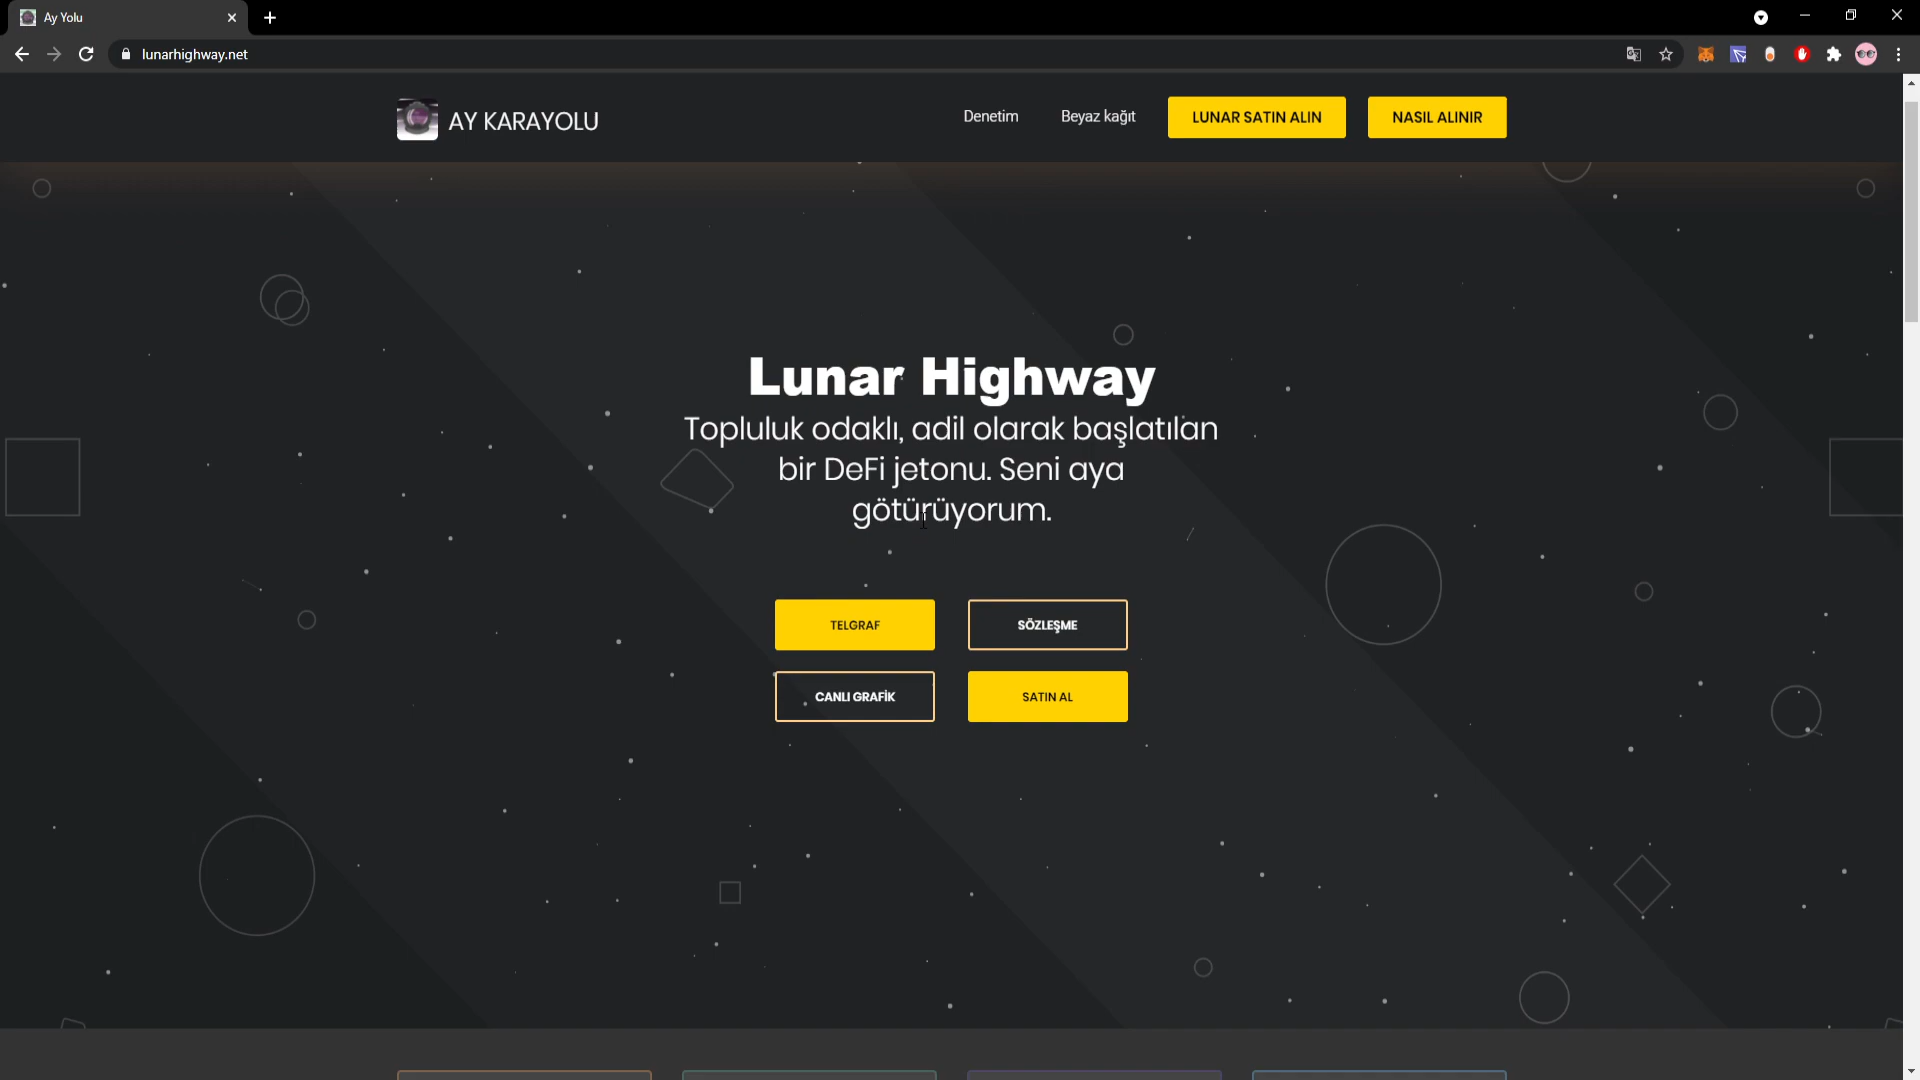 Ay Yolu
lunarhighway.net
AY KARAYOLU
Denetim
Beyaz kağıt
LUNAR SATIN ALIN
NASIL ALINIR
Lunar Highway
Topluluk odaklı, adil olarak başlatılan
bir DeFi jetonu. Seni aya
götürüyorum.
TELGRAF
SÖZLEŞME
CANLI GRAFİK
SATIN AL